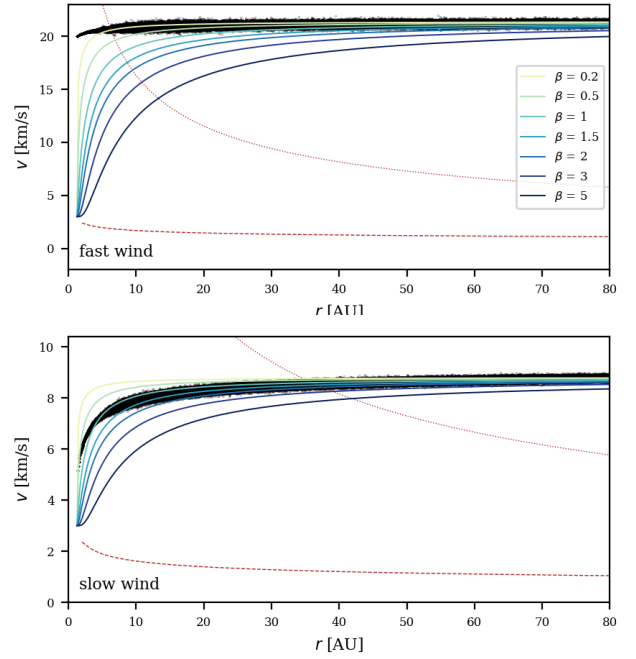 20
15
10
5
0
v [km/s]
β = 0.2
β = 0.5
β = 1
β = 1.5
β = 2
β = 3
β = 5
fast wind
0 10 20 30 40 50 60 70 80
r [AU]
10
8
6
4
2
0
v [km/s]
slow wind
0 10 20 30 40 50 60 70 80
r [AU]